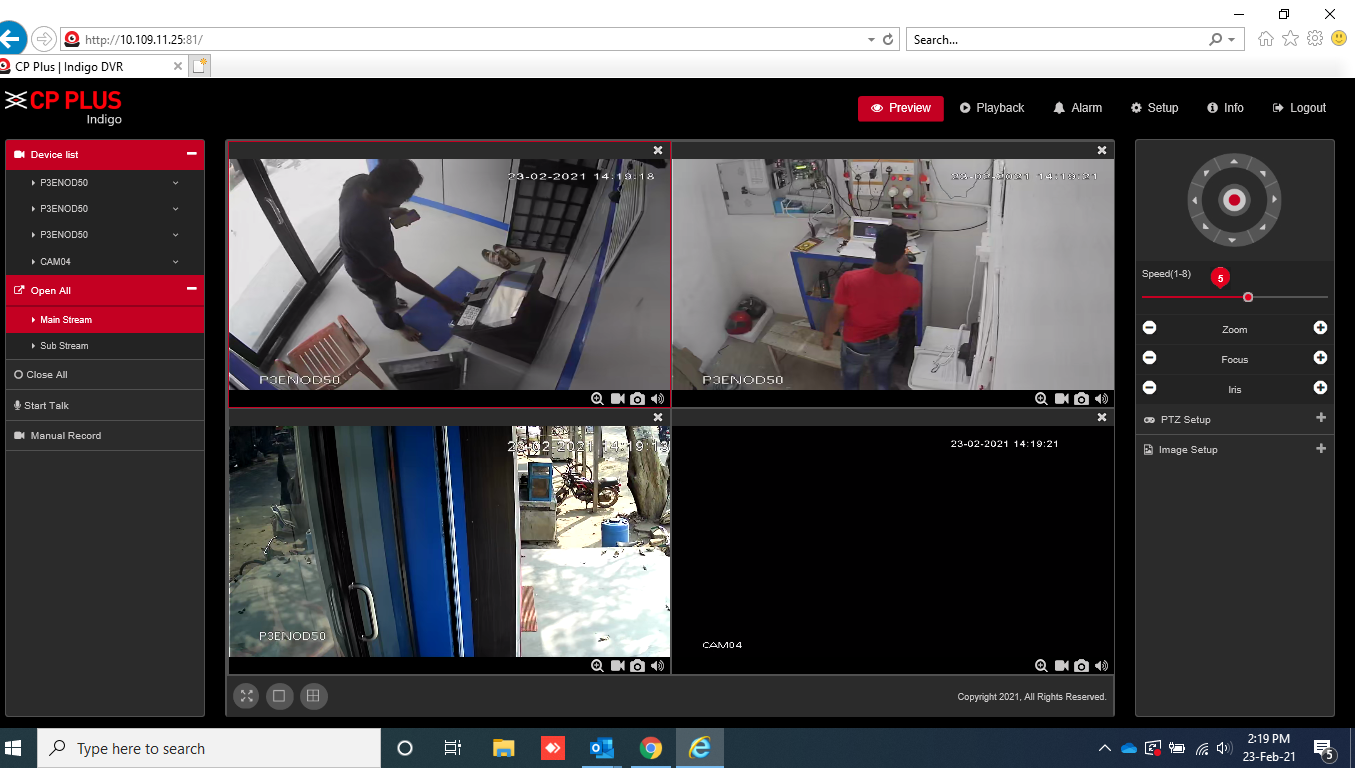 http://10.109.11.25:81/
Search...
CP Plus | Indigo DVR
CP PLUS
Indigo
Preview
Playback
Alarm
Setup
Info
Logout
Device list
P3ENOD50
P3ENOD50
P3ENOD50
CAM04
Open All
Main Stream
Sub Stream
Close All
Start Talk
Manual Record
23-02-2021 14:19:18
P3ENOD50
23-02-2021 14:19:21
P3ENOD50
23-02-2021 14:19:18
P3ENOD50
23-02-2021 14:19:21
CAM04
Copyright 2021, All Rights Reserved.
Speed(1-8)
5
Zoom
Focus
Iris
PTZ Setup
Image Setup
Type here to search
2:19 PM
23-Feb-21
5